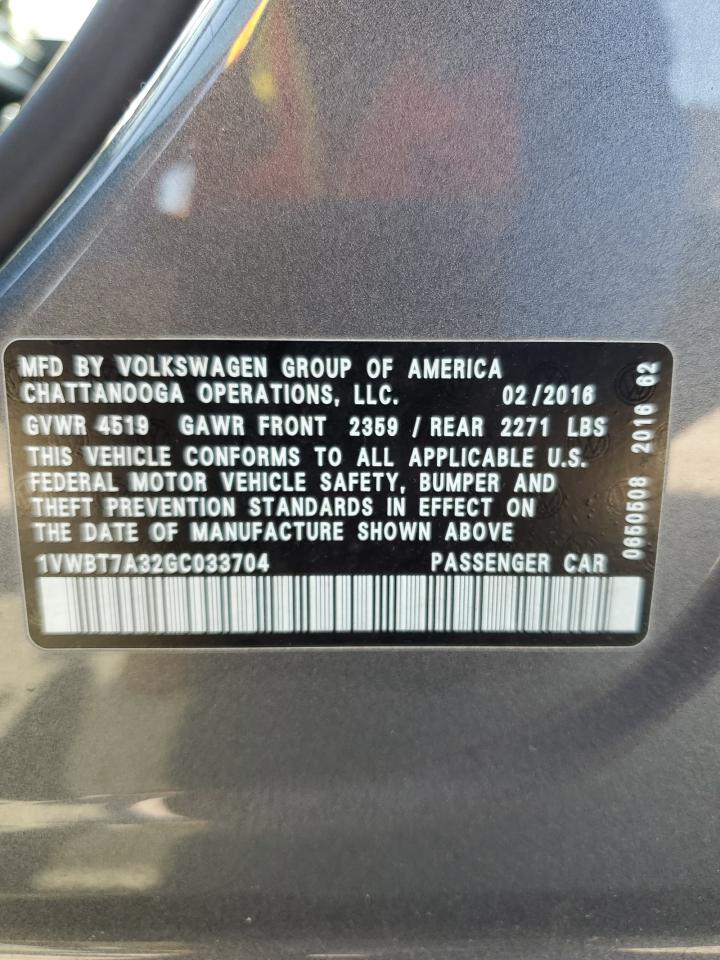 MFD BY VOLKSWAGEN GROUP OF AMERICA
CHATTANOOGA OPERATIONS, LLC. 02/2016
GVWR 4519 GAWR FRONT 2359 / REAR 2271 LBS
THIS VEHICLE CONFORMS TO ALL APPLICABLE U.S.
FEDERAL MOTOR VEHICLE SAFETY, BUMPER AND
THEFT PREVENTION STANDARDS IN EFFECT ON
THE DATE OF MANUFACTURE SHOWN ABOVE
1VWBT7A32GC033704 PASSENGER CAR
0650508 2016 62